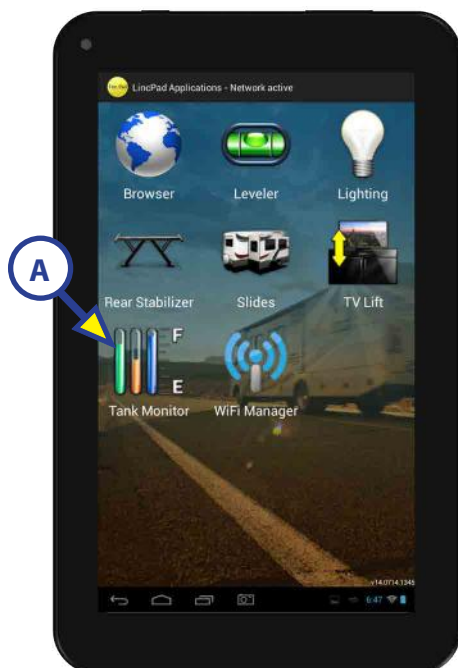 LincPad Applications - Network active
Browser Leveler Lighting
Rear Stabilizer Slides TV Lift
A
F
E
Tank Monitor WiFi Manager
v14.0714.1345
6:47